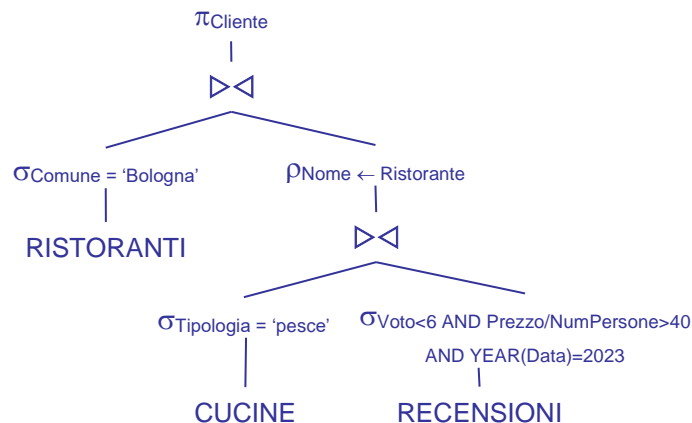 πCliente
▷◁
σComune = ‘Bologna’ ρNome ← Ristorante
RISTORANTI
▷◁
σTipologia = ‘pesce’ σVoto<6 AND Prezzo/NumPersone>40
AND YEAR(Data)=2023
CUCINE RECENSIONI